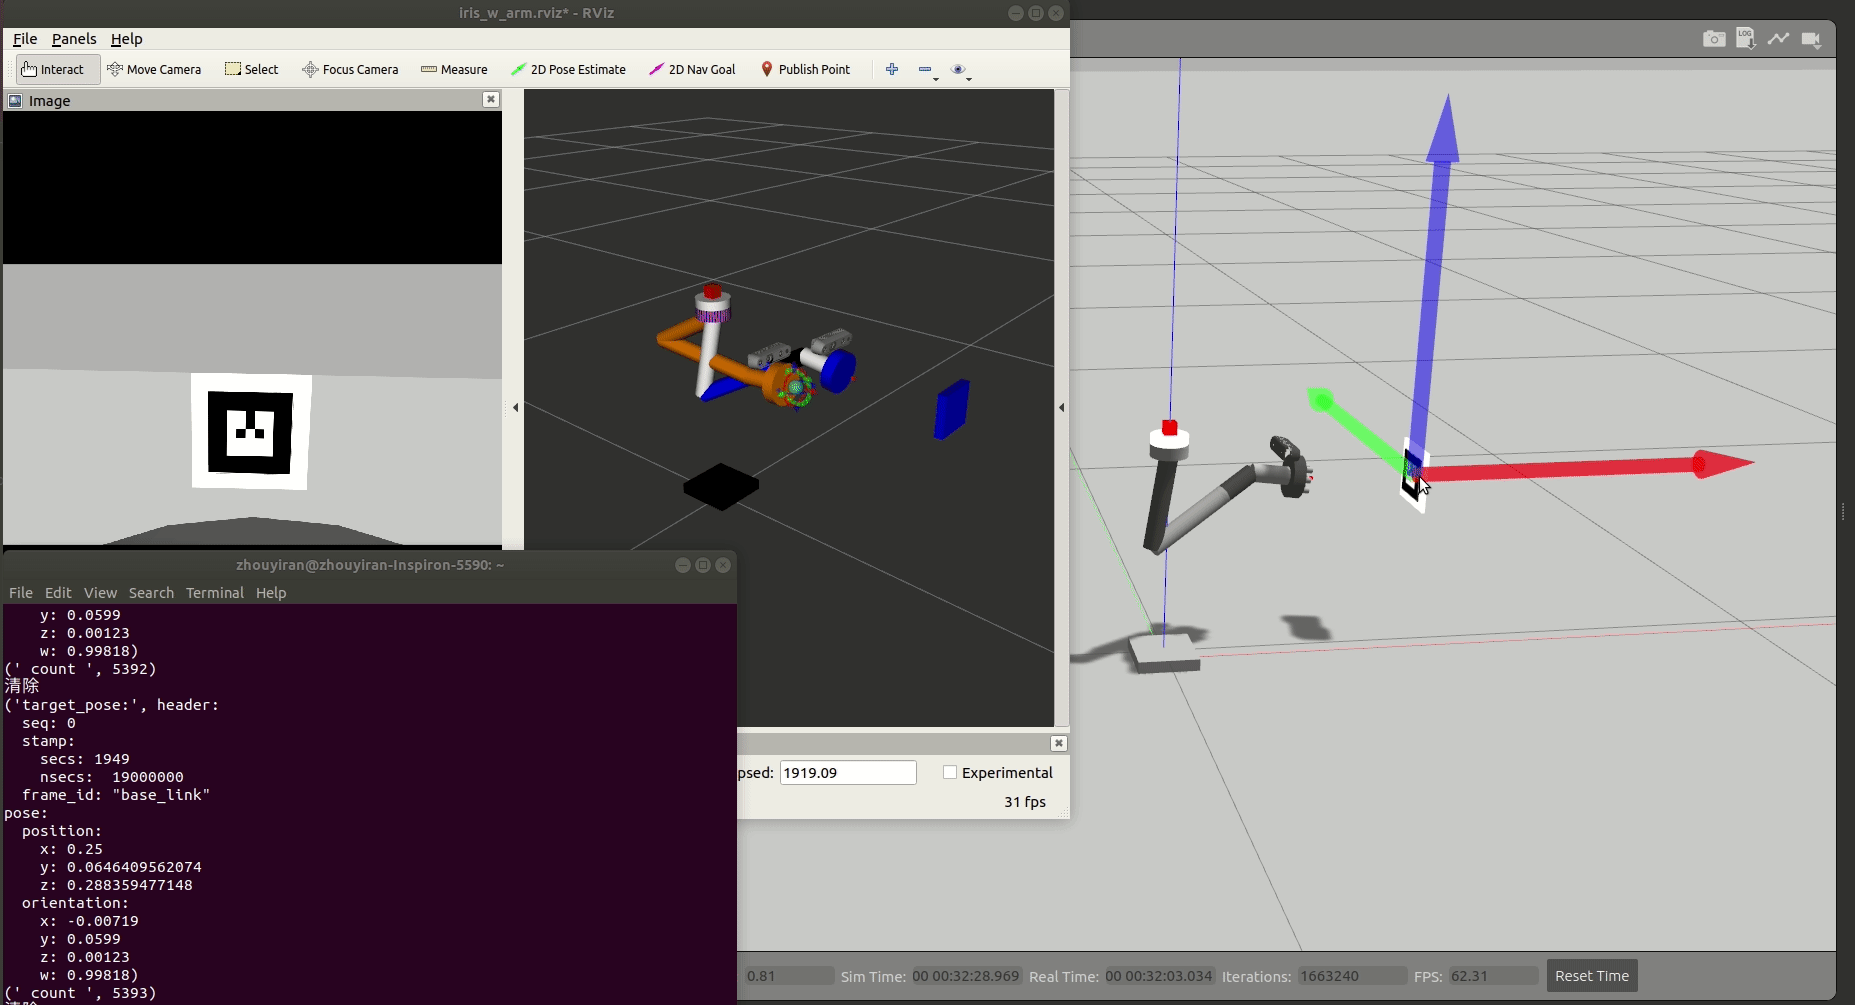 iris_w_arm.rviz* - RViz
File Panels Help
Interact Move Camera Select Focus Camera Measure 2D Pose Estimate 2D Nav Goal Publish Point
Image
LOG
zhouyiran@zhouyiran-Inspiron-5590: ~
File Edit View Search Terminal Help
y: 0.0599
z: 0.00123
w: 0.99818)
(' count ', 5392)
清除
('target_pose:', header:
seq: 0
stamp:
secs: 1949
nsecs: 19000000
frame_id: "base_link"
pose:
position:
x: 0.25
y: 0.0646409562074
z: 0.288359477148
orientation:
x: -0.00719
y: 0.0599
z: 0.00123
w: 0.99818)
(' count ', 5393)
psed: 1919.09 Experimental
31 fps
0.81 Sim Time: 00 00:32:28.969 Real Time: 00 00:32:03.034 Iterations: 1663240 FPS: 62.31 Reset Time